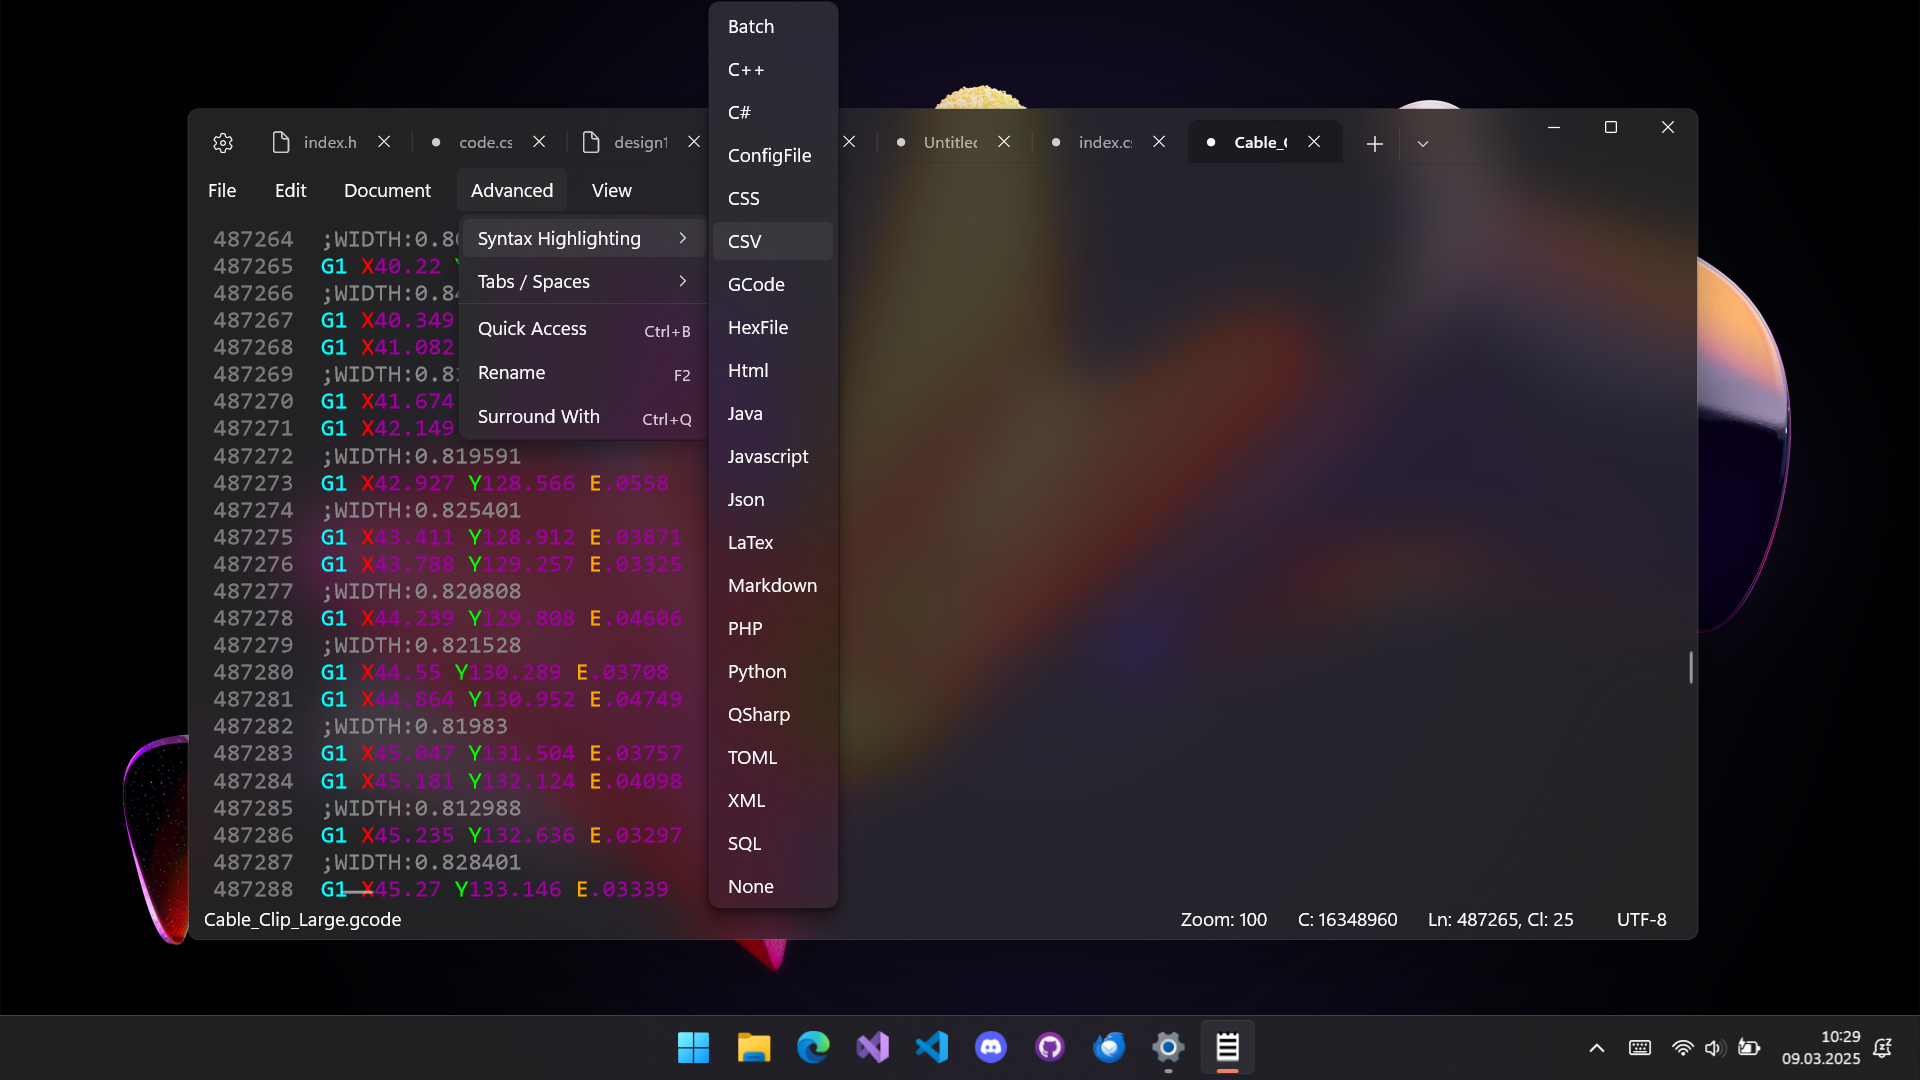 index.h
code.cs
design1
Untitled
index.cs
Cable_C
File Edit Document Advanced View
Syntax Highlighting
Tabs / Spaces
Quick Access Ctrl+B
Rename F2
Surround With Ctrl+Q
Batch
C++
C#
ConfigFile
CSS
CSV
GCode
HexFile
Html
Java
Javascript
Json
LaTex
Markdown
PHP
Python
QSharp
TOML
XML
SQL
None
487264 ;WIDTH:0.80
487265 G1 X40.22 Y
487266 ;WIDTH:0.84
487267 G1 X40.349
487268 G1 X41.082
487269 ;WIDTH:0.82
487270 G1 X41.674
487271 G1 X42.149
487272 ;WIDTH:0.819591
487273 G1 X42.927 Y128.566 E.0558
487274 ;WIDTH:0.825401
487275 G1 X43.411 Y128.912 E.03871
487276 G1 X43.788 Y129.257 E.03325
487277 ;WIDTH:0.820808
487278 G1 X44.239 Y129.808 E.04606
487279 ;WIDTH:0.821528
487280 G1 X44.55 Y130.289 E.03708
487281 G1 X44.864 Y130.952 E.04749
487282 ;WIDTH:0.81983
487283 G1 X45.047 Y131.504 E.03757
487284 G1 X45.181 Y132.124 E.04098
487285 ;WIDTH:0.812988
487286 G1 X45.235 Y132.636 E.03297
487287 ;WIDTH:0.828401
487288 G1 X45.27 Y133.146 E.03339
Cable_Clip_Large.gcode Zoom: 100 C: 16348960 Ln: 487265, Cl: 25 UTF-8
10:29
09.03.2025